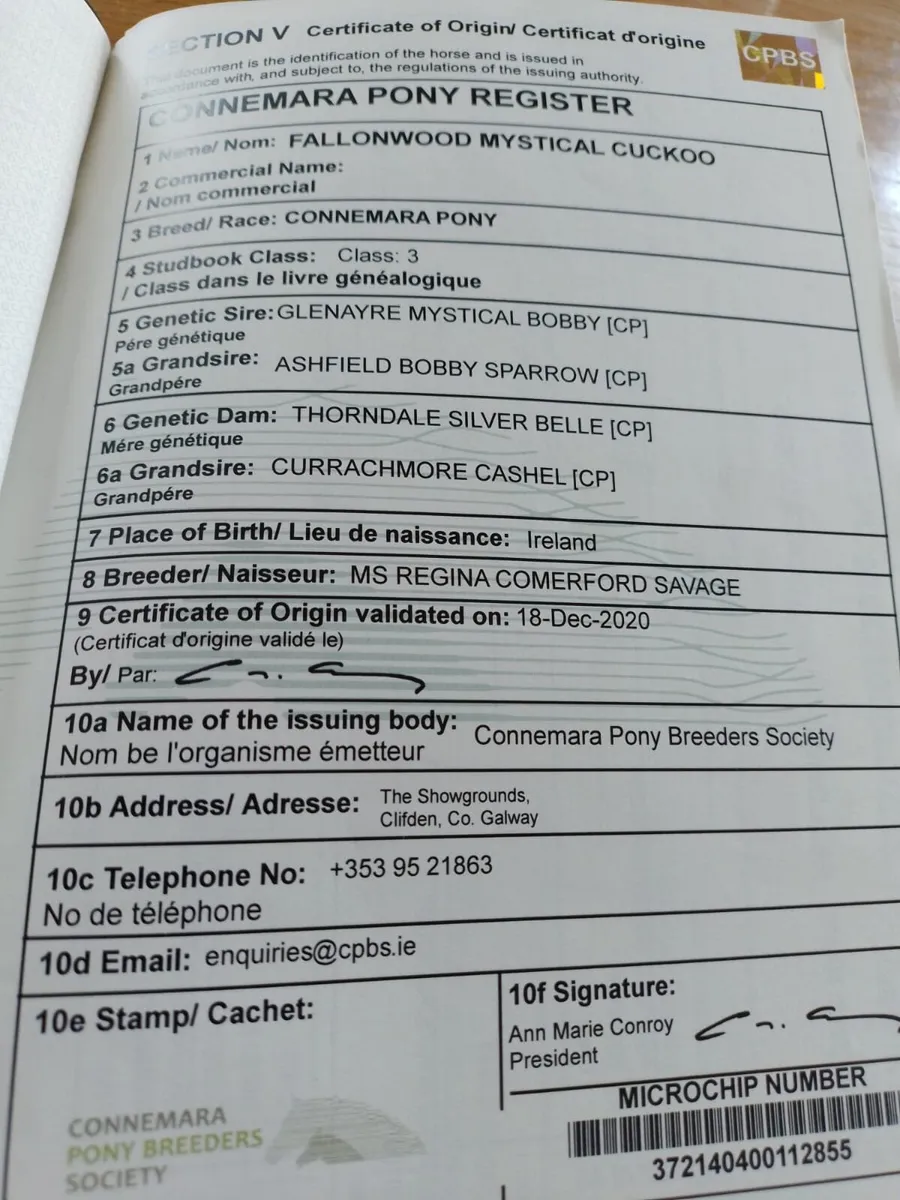 SECTION V Certificate of Origin/ Certificat d'origine
CPBS
This document is the identification of the horse and is issued in
accordance with, and subject to, the regulations of the issuing authority.
CONNEMARA PONY REGISTER
1 Name/ Nom: FALLONWOOD MYSTICAL CUCKOO
2 Commercial Name:
/ Nom commercial
3 Breed/ Race: CONNEMARA PONY
4 Studbook Class: Class: 3
/ Class dans le livre généalogique
5 Genetic Sire: GLENAYRE MYSTICAL BOBBY [CP]
Pére génétique
5a Grandsire: ASHFIELD BOBBY SPARROW [CP]
Grandpére
6 Genetic Dam: THORNDALE SILVER BELLE [CP]
Mére génétique
6a Grandsire: CURRACHMORE CASHEL [CP]
Grandpére
7 Place of Birth/ Lieu de naissance: Ireland
8 Breeder/ Naisseur: MS REGINA COMERFORD SAVAGE
9 Certificate of Origin validated on: 18-Dec-2020
(Certificat d'origine validé le)
By/ Par:
10a Name of the issuing body: Connemara Pony Breeders Society
Nom be l'organisme émetteur
10b Address/ Adresse: The Showgrounds,
Clifden, Co. Galway
10c Telephone No: +353 95 21863
No de téléphone
10d Email: enquiries@cpbs.ie
10e Stamp/ Cachet:
10f Signature:
Ann Marie Conroy
President
MICROCHIP NUMBER
372140400112855
CONNEMARA
PONY BREEDERS
SOCIETY